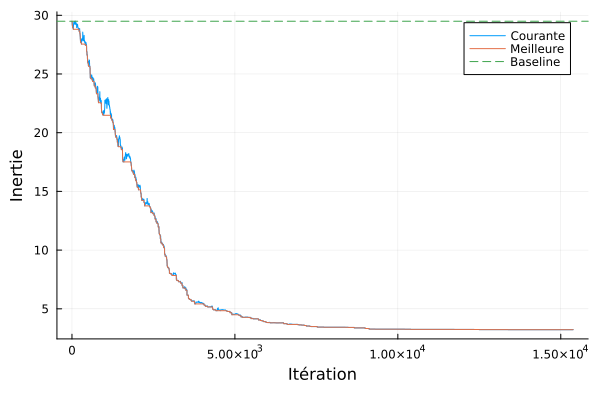 Courante
Meilleure
Baseline
30
25
20
15
10
5
Inertie
0
5.00×10³
1.00×10⁴
1.50×10⁴
Itération